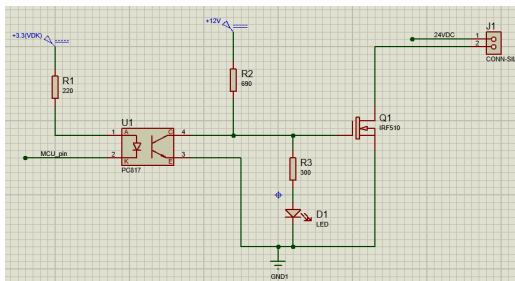 +12V
+3.3(VDK)
J1
24VDC
1
2
CONN-SIL
R1
220
R2
690
U1
Q1
IRF510
1
A
C
4
MCU_pin
2
K
E
3
PC817
R3
300
D1
LED
GND1